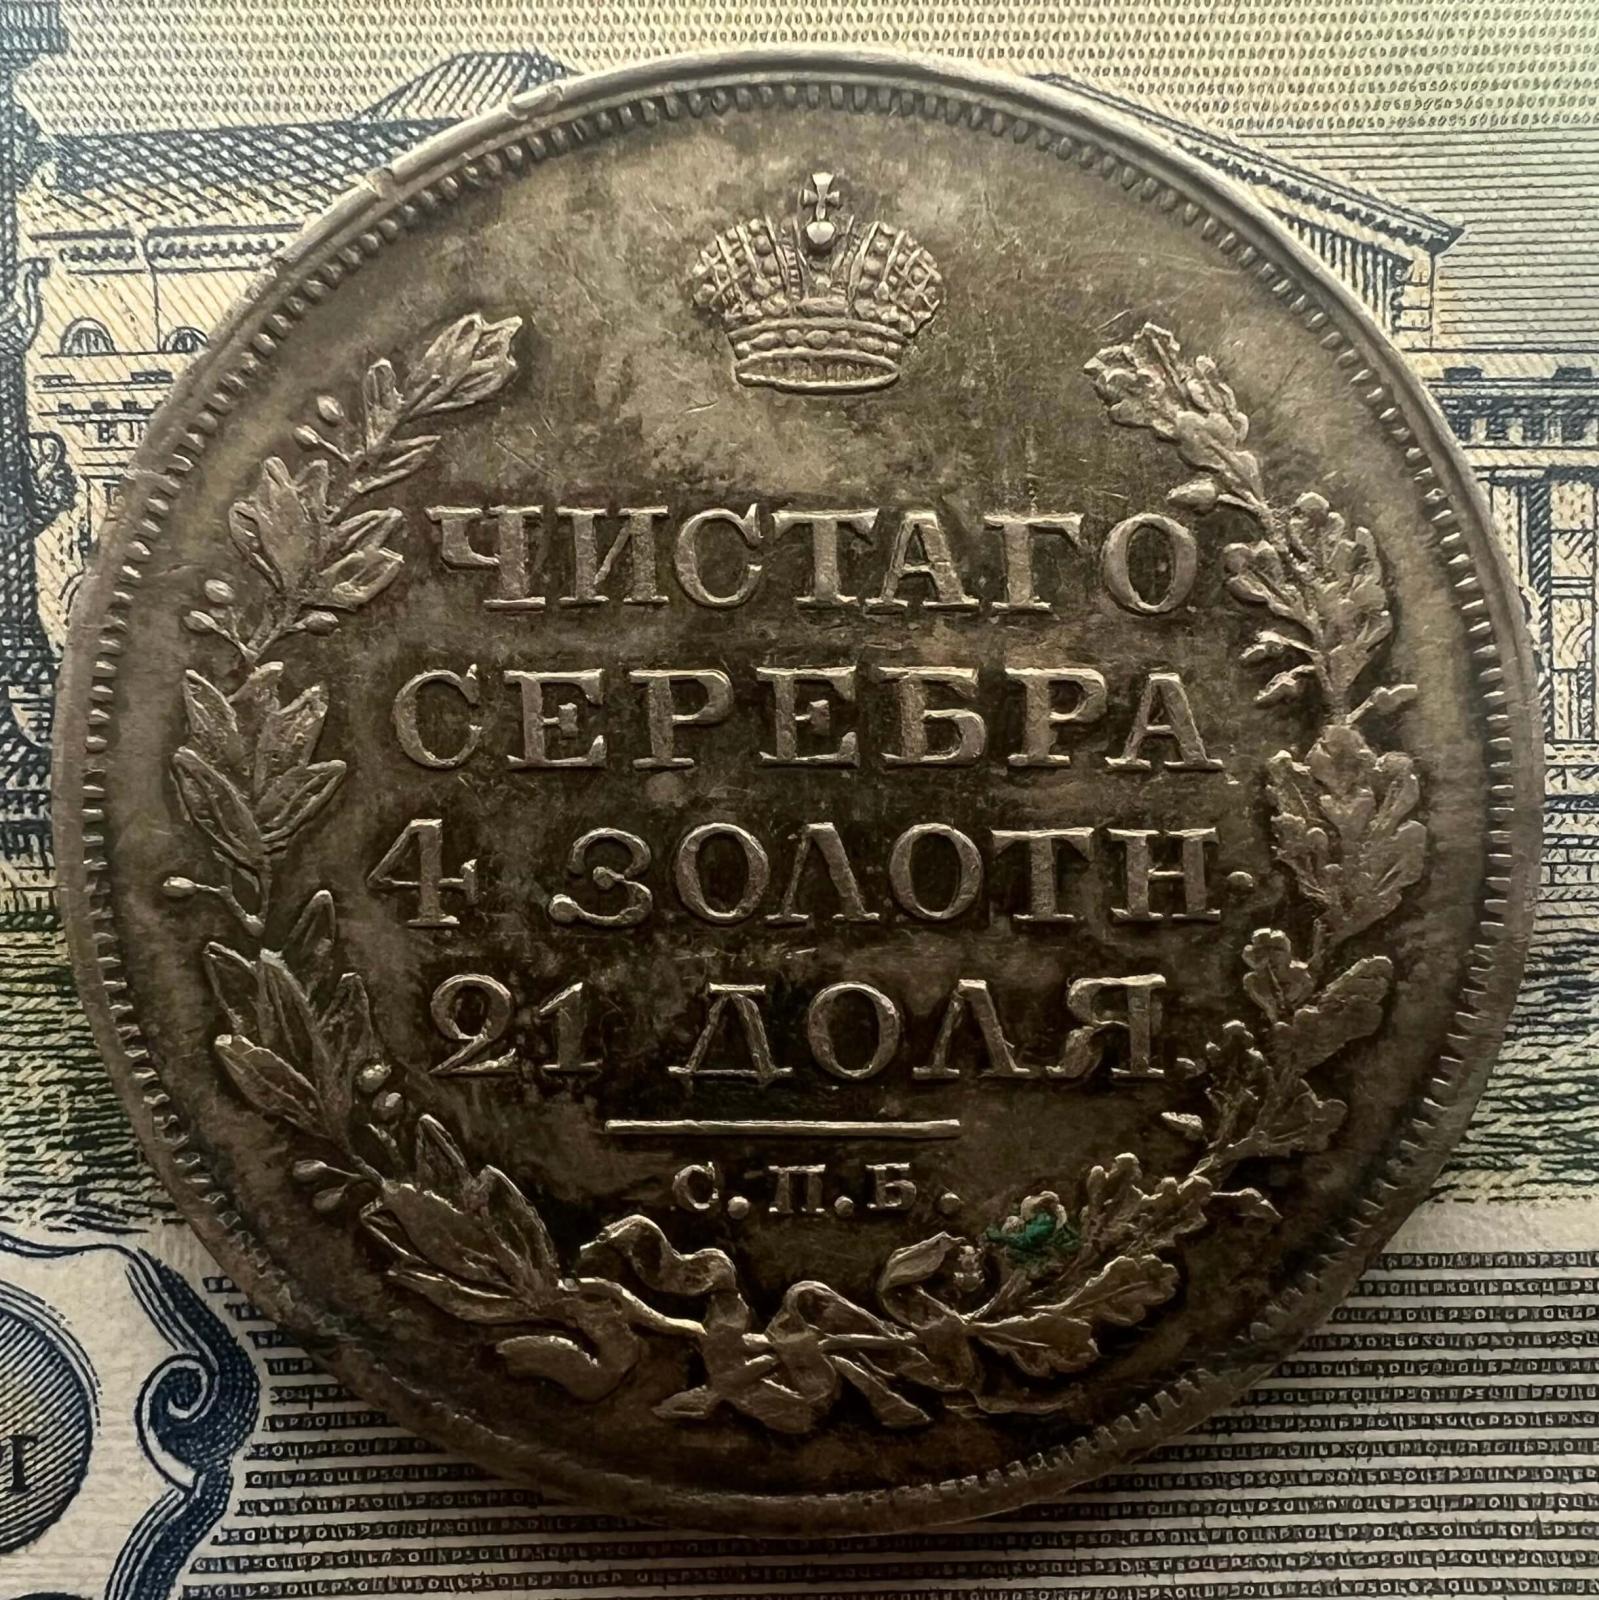 ЧИСТАГО
СЕРЕБРА
4 ЗОЛОТН.
21 ДОЛЯ.
С.П.Б.